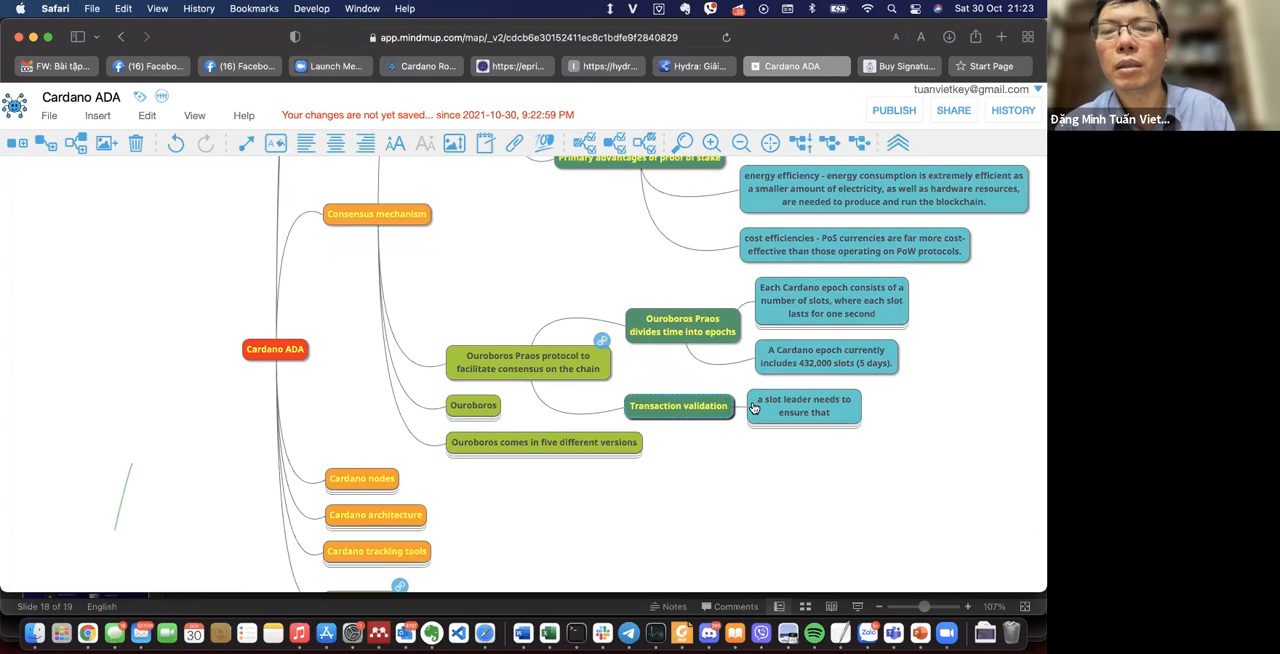 Safari File Edit View History Bookmarks Develop Window Help Sat 30 Oct 21:23
app.mindmup.com/map/_v2/cdcb6e30152411ec8c1bdfe9f2840829
FW: Bài tập... (16) Facebo... (16) Facebo... Launch Me... Cardano Ro... https://epri... https://hydr... Hydra: Giải... Cardano ADA Buy Signatu... Start Page
Cardano ADA
tuanvietkey@gmail.com
File Insert Edit View Help
Your changes are not yet saved... since 2021-10-30, 9:22:59 PM
PUBLISH SHARE HISTORY
Đặng Minh Tuấn Viet...
Primary advantages of proof of stake
energy efficiency - energy consumption is extremely efficient as
a smaller amount of electricity, as well as hardware resources,
are needed to produce and run the blockchain.
Consensus mechanism
cost efficiencies - PoS currencies are far more cost-
effective than those operating on PoW protocols.
Each Cardano epoch consists of a
number of slots, where each slot
lasts for one second
Ouroboros Praos
divides time into epochs
Cardano ADA
Ouroboros Praos protocol to
facilitate consensus on the chain
A Cardano epoch currently
includes 432,000 slots (5 days).
Ouroboros
Transaction validation
a slot leader needs to
ensure that
Ouroboros comes in five different versions
Cardano nodes
Cardano architecture
Cardano tracking tools
Slide 18 of 19 English Notes Comments 107%